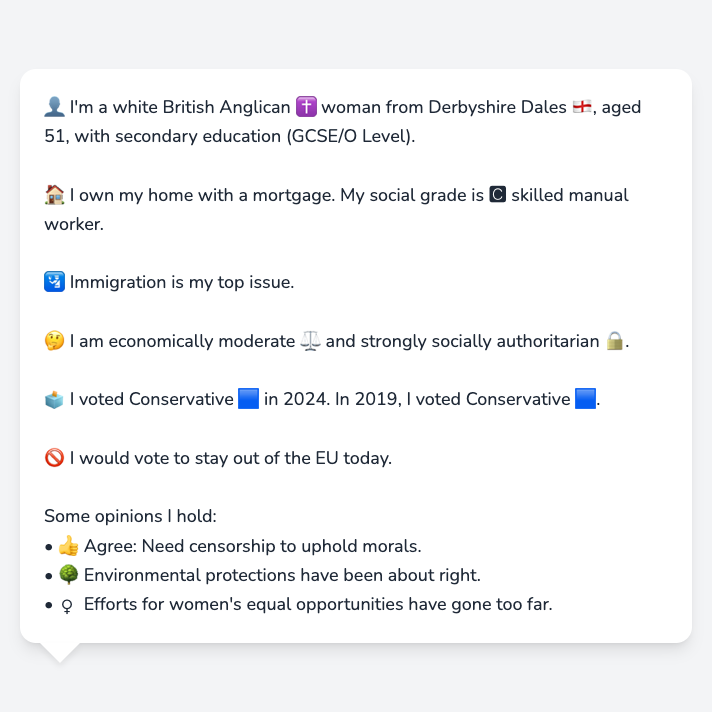 👤 I'm a white British Anglican ✝️ woman from Derbyshire Dales 🏴󠁧󠁢󠁥󠁮󠁧󠁿, aged
51, with secondary education (GCSE/O Level).
🏠 I own my home with a mortgage. My social grade is 🅲 skilled manual
worker.
🛂 Immigration is my top issue.
🤔 I am economically moderate ⚖️ and strongly socially authoritarian 🔒.
🗳️ I voted Conservative 🟦 in 2024. In 2019, I voted Conservative 🟦.
🚫 I would vote to stay out of the EU today.
Some opinions I hold:
• 👍 Agree: Need censorship to uphold morals.
• 🌳 Environmental protections have been about right.
• ♀ Efforts for women's equal opportunities have gone too far.